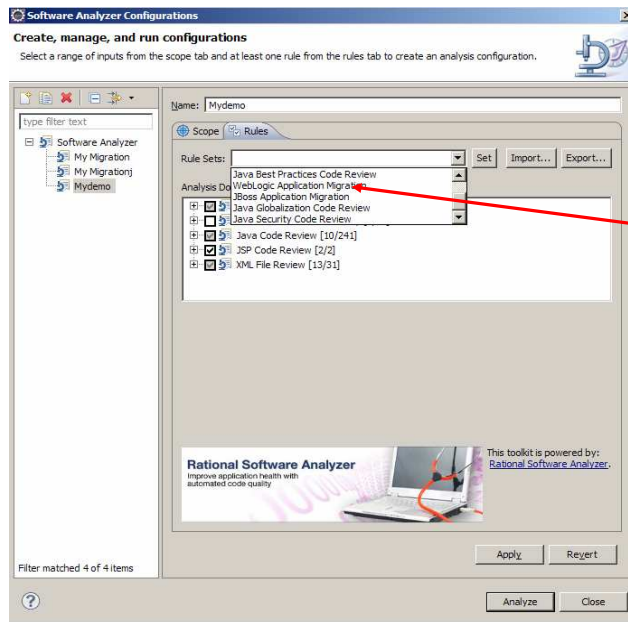 Software Analyzer Configurations
Create, manage, and run configurations
Select a range of inputs from the scope tab and at least one rule from the rules tab to create an analysis configuration.
type filter text
Software Analyzer
My Migration
My Migrationj
Mydemo
Filter matched 4 of 4 items
Name: Mydemo
Scope Rules
Rule Sets: Set Import... Export...
Java Best Practices Code Review
WebLogic Application Migration
JBoss Application Migration
Java Globalization Code Review
Java Security Code Review
Analysis Do
Java Code Review [10/241]
JSP Code Review [2/2]
XML File Review [13/31]
Rational Software Analyzer
Improve application health with
automated code quality
This toolkit is powered by:
Rational Software Analyzer.
Apply Revert
Analyze Close